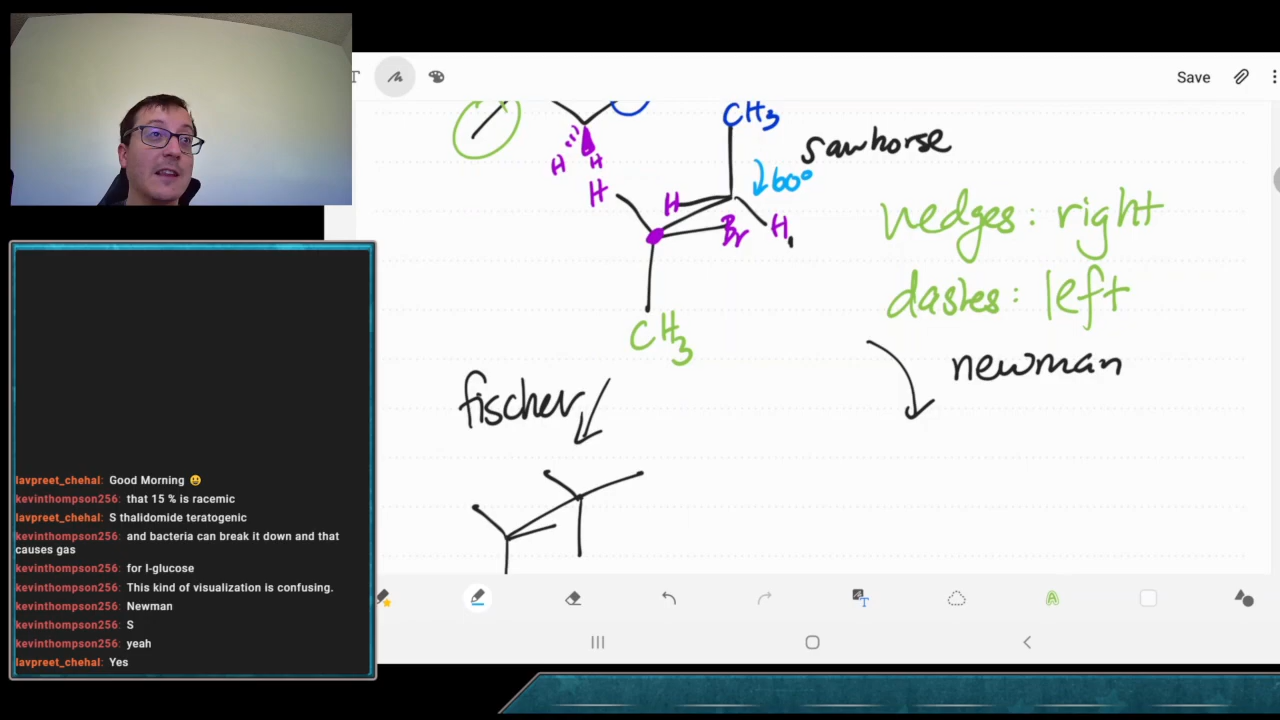 T
Save
CH3
Sawhorse
H H
H
H
60°
Br
H
wedges: right
dashes: left
CH3
newman
fischer
lavpreet_chehal: Good Morning 😀
kevinthompson256: that 15 % is racemic
lavpreet_chehal: S thalidomide teratogenic
kevinthompson256: and bacteria can break it down and that
causes gas
kevinthompson256: for l-glucose
kevinthompson256: This kind of visualization is confusing.
kevinthompson256: Newman
kevinthompson256: S
kevinthompson256: yeah
lavpreet_chehal: Yes
T
A